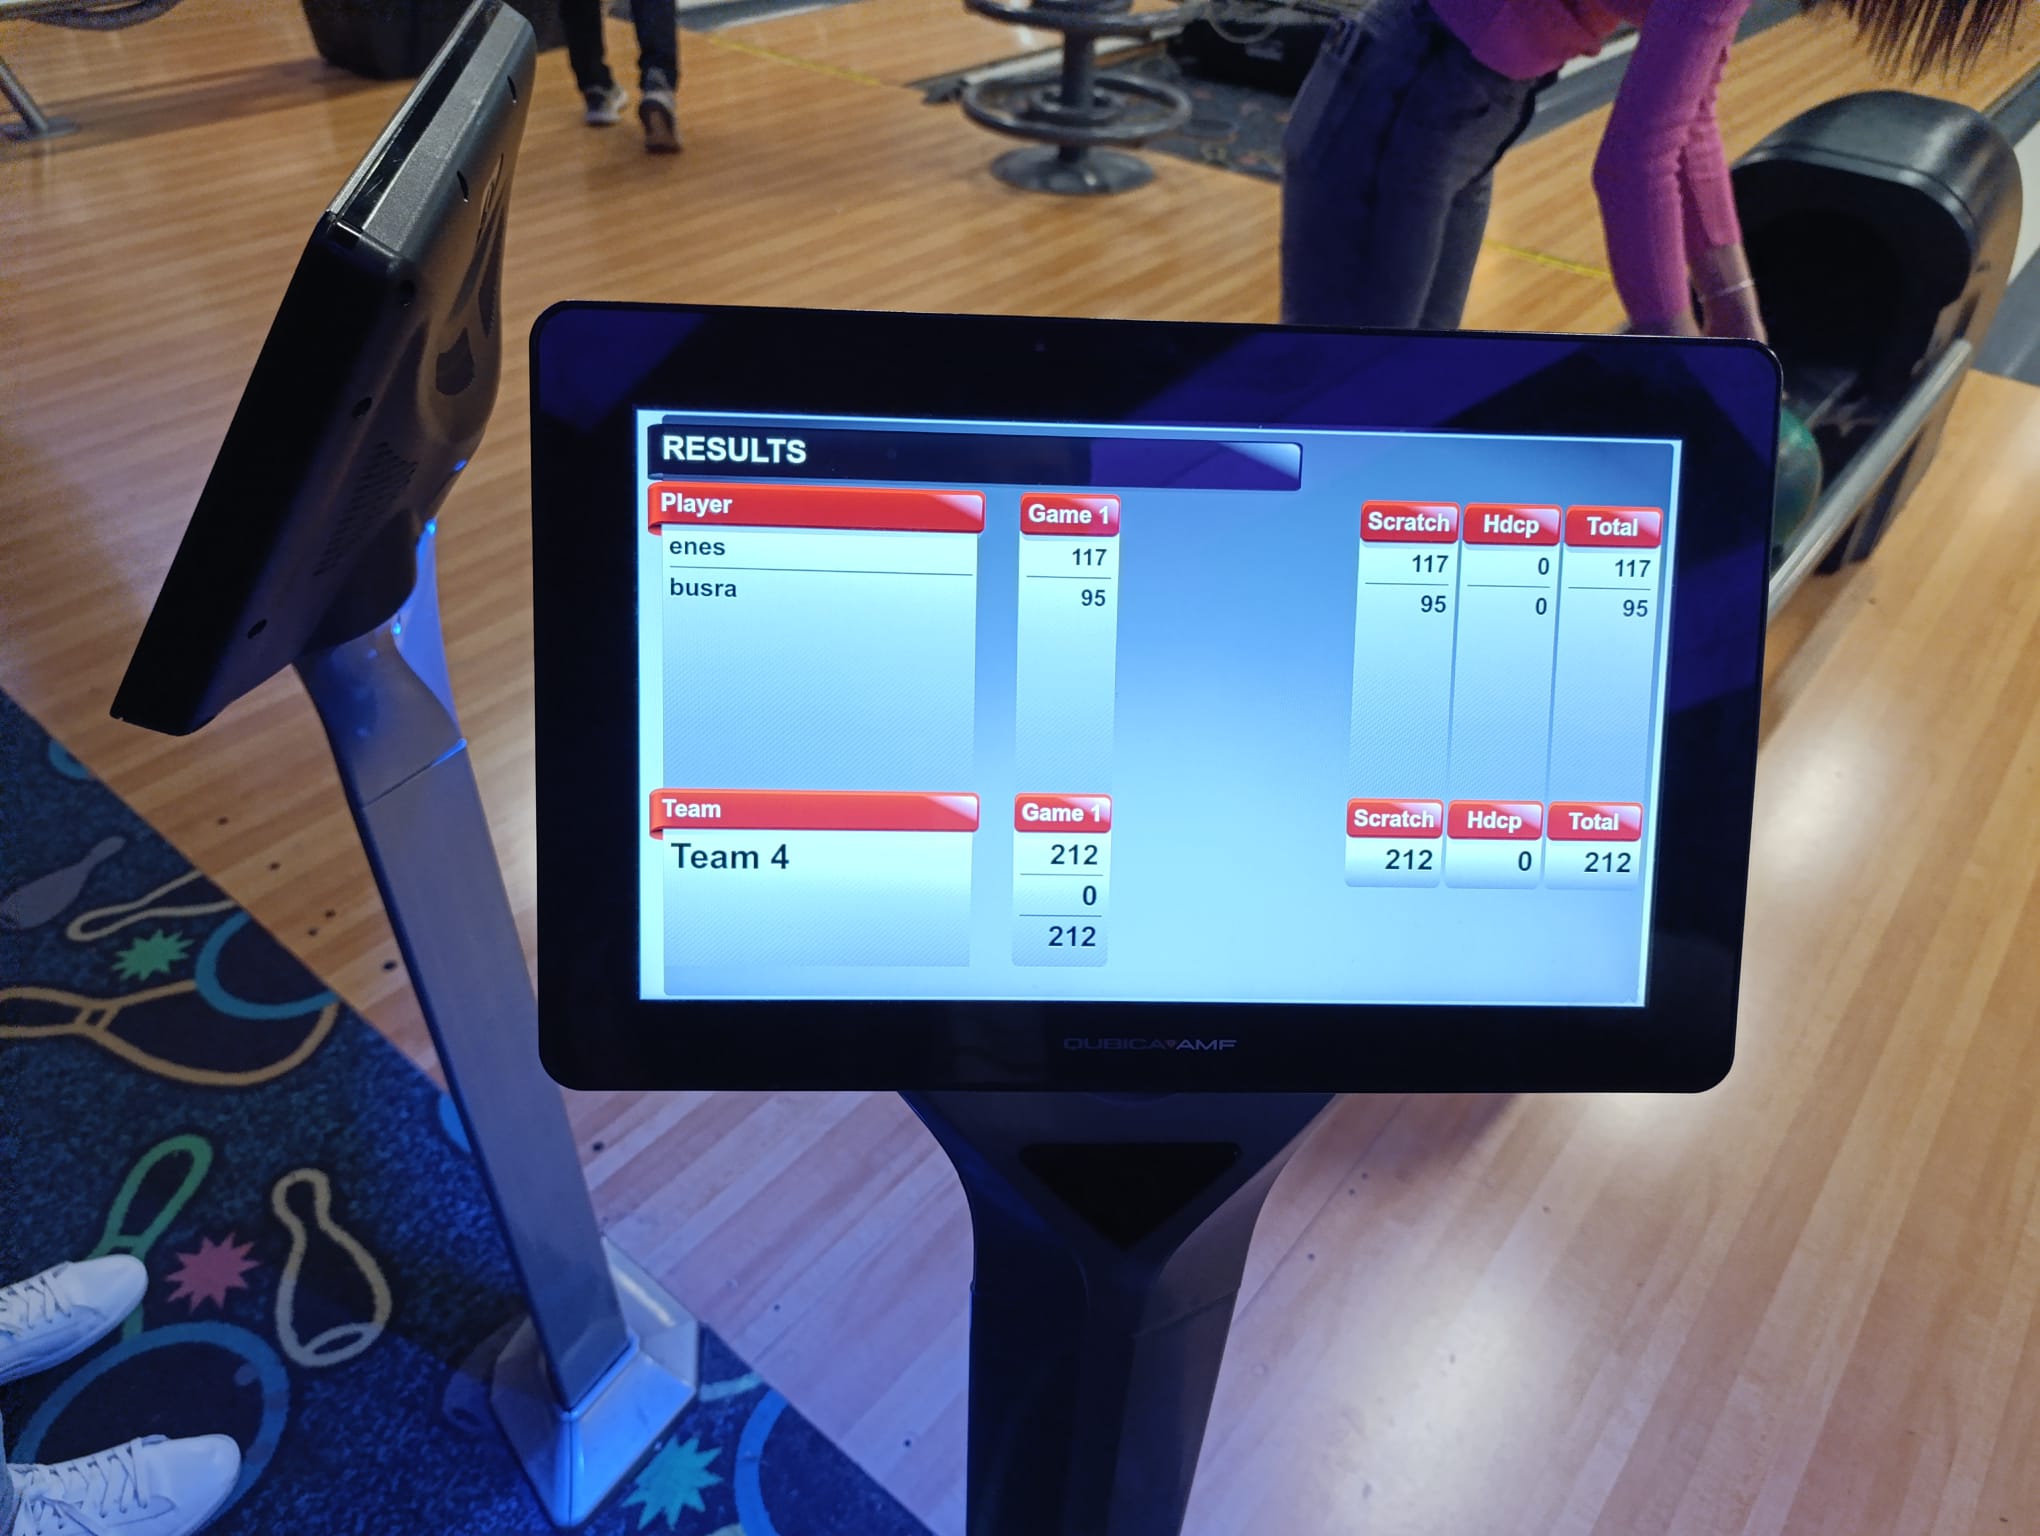 RESULTS
Player Game 1 Scratch Hdcp Total
enes 117 117 0 117
busra 95 95 0 95
Team Game 1 Scratch Hdcp Total
Team 4 212 212 0 212
0
212
QUBICA AMF